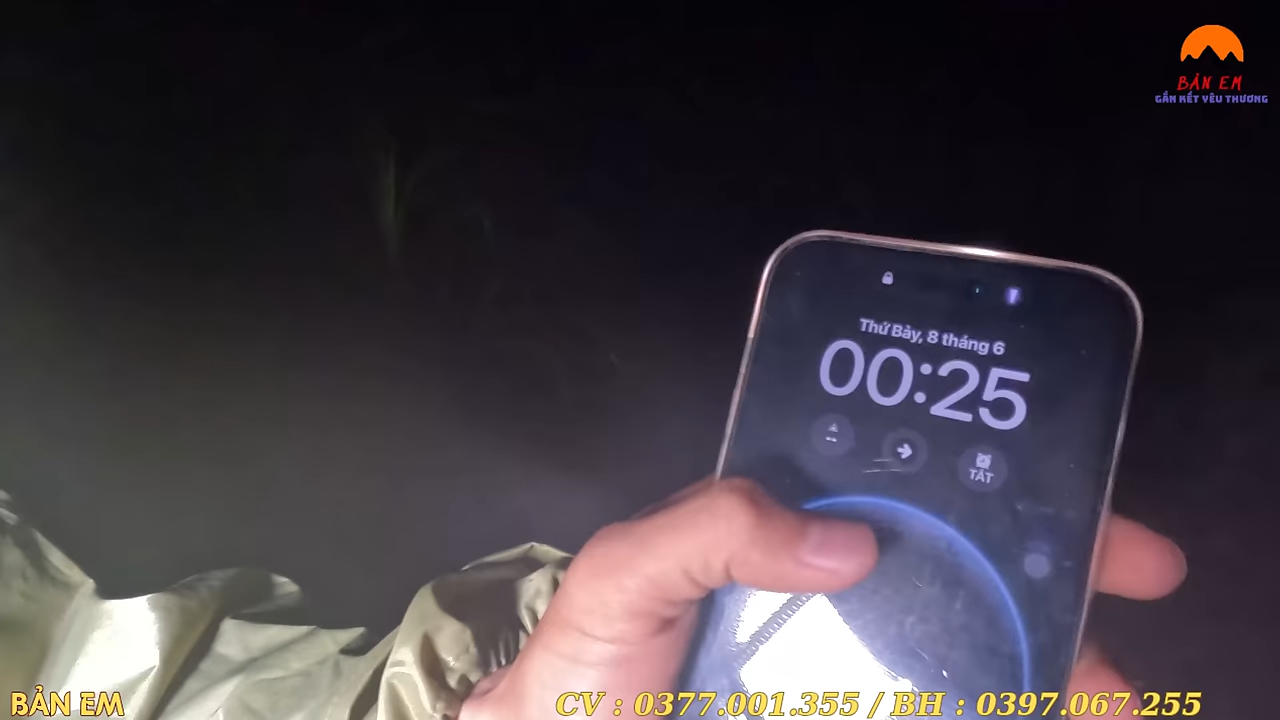 BẢN EM
GẮN KẾT YÊU THƯƠNG
Thứ Bảy, 8 tháng 6
00:25
TẮT
BẢN EM
CV : 0377.001.355 / BH : 0397.067.255